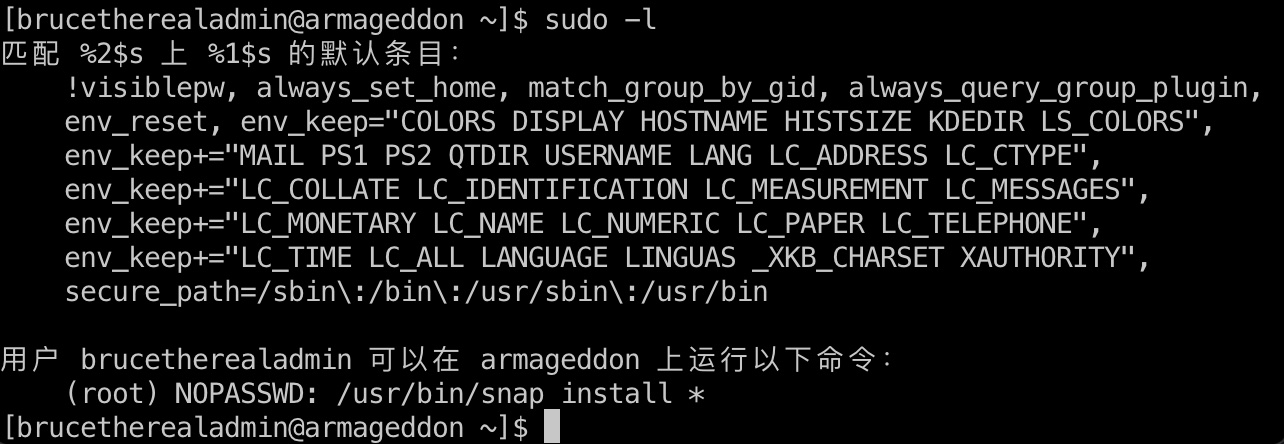 [brucetherealadmin@armageddon ~]$ sudo -l
匹配 %2$s 上 %1$s 的默认条目：
    !visiblepw, always_set_home, match_group_by_gid, always_query_group_plugin,
    env_reset, env_keep="COLORS DISPLAY HOSTNAME HISTSIZE KDEDIR LS_COLORS",
    env_keep+="MAIL PS1 PS2 QTDIR USERNAME LANG LC_ADDRESS LC_CTYPE",
    env_keep+="LC_COLLATE LC_IDENTIFICATION LC_MEASUREMENT LC_MESSAGES",
    env_keep+="LC_MONETARY LC_NAME LC_NUMERIC LC_PAPER LC_TELEPHONE",
    env_keep+="LC_TIME LC_ALL LANGUAGE LINGUAS _XKB_CHARSET XAUTHORITY",
    secure_path=/sbin\:/bin\:/usr/sbin\:/usr/bin

用户 brucetherealadmin 可以在 armageddon 上运行以下命令：
    (root) NOPASSWD: /usr/bin/snap install *
[brucetherealadmin@armageddon ~]$